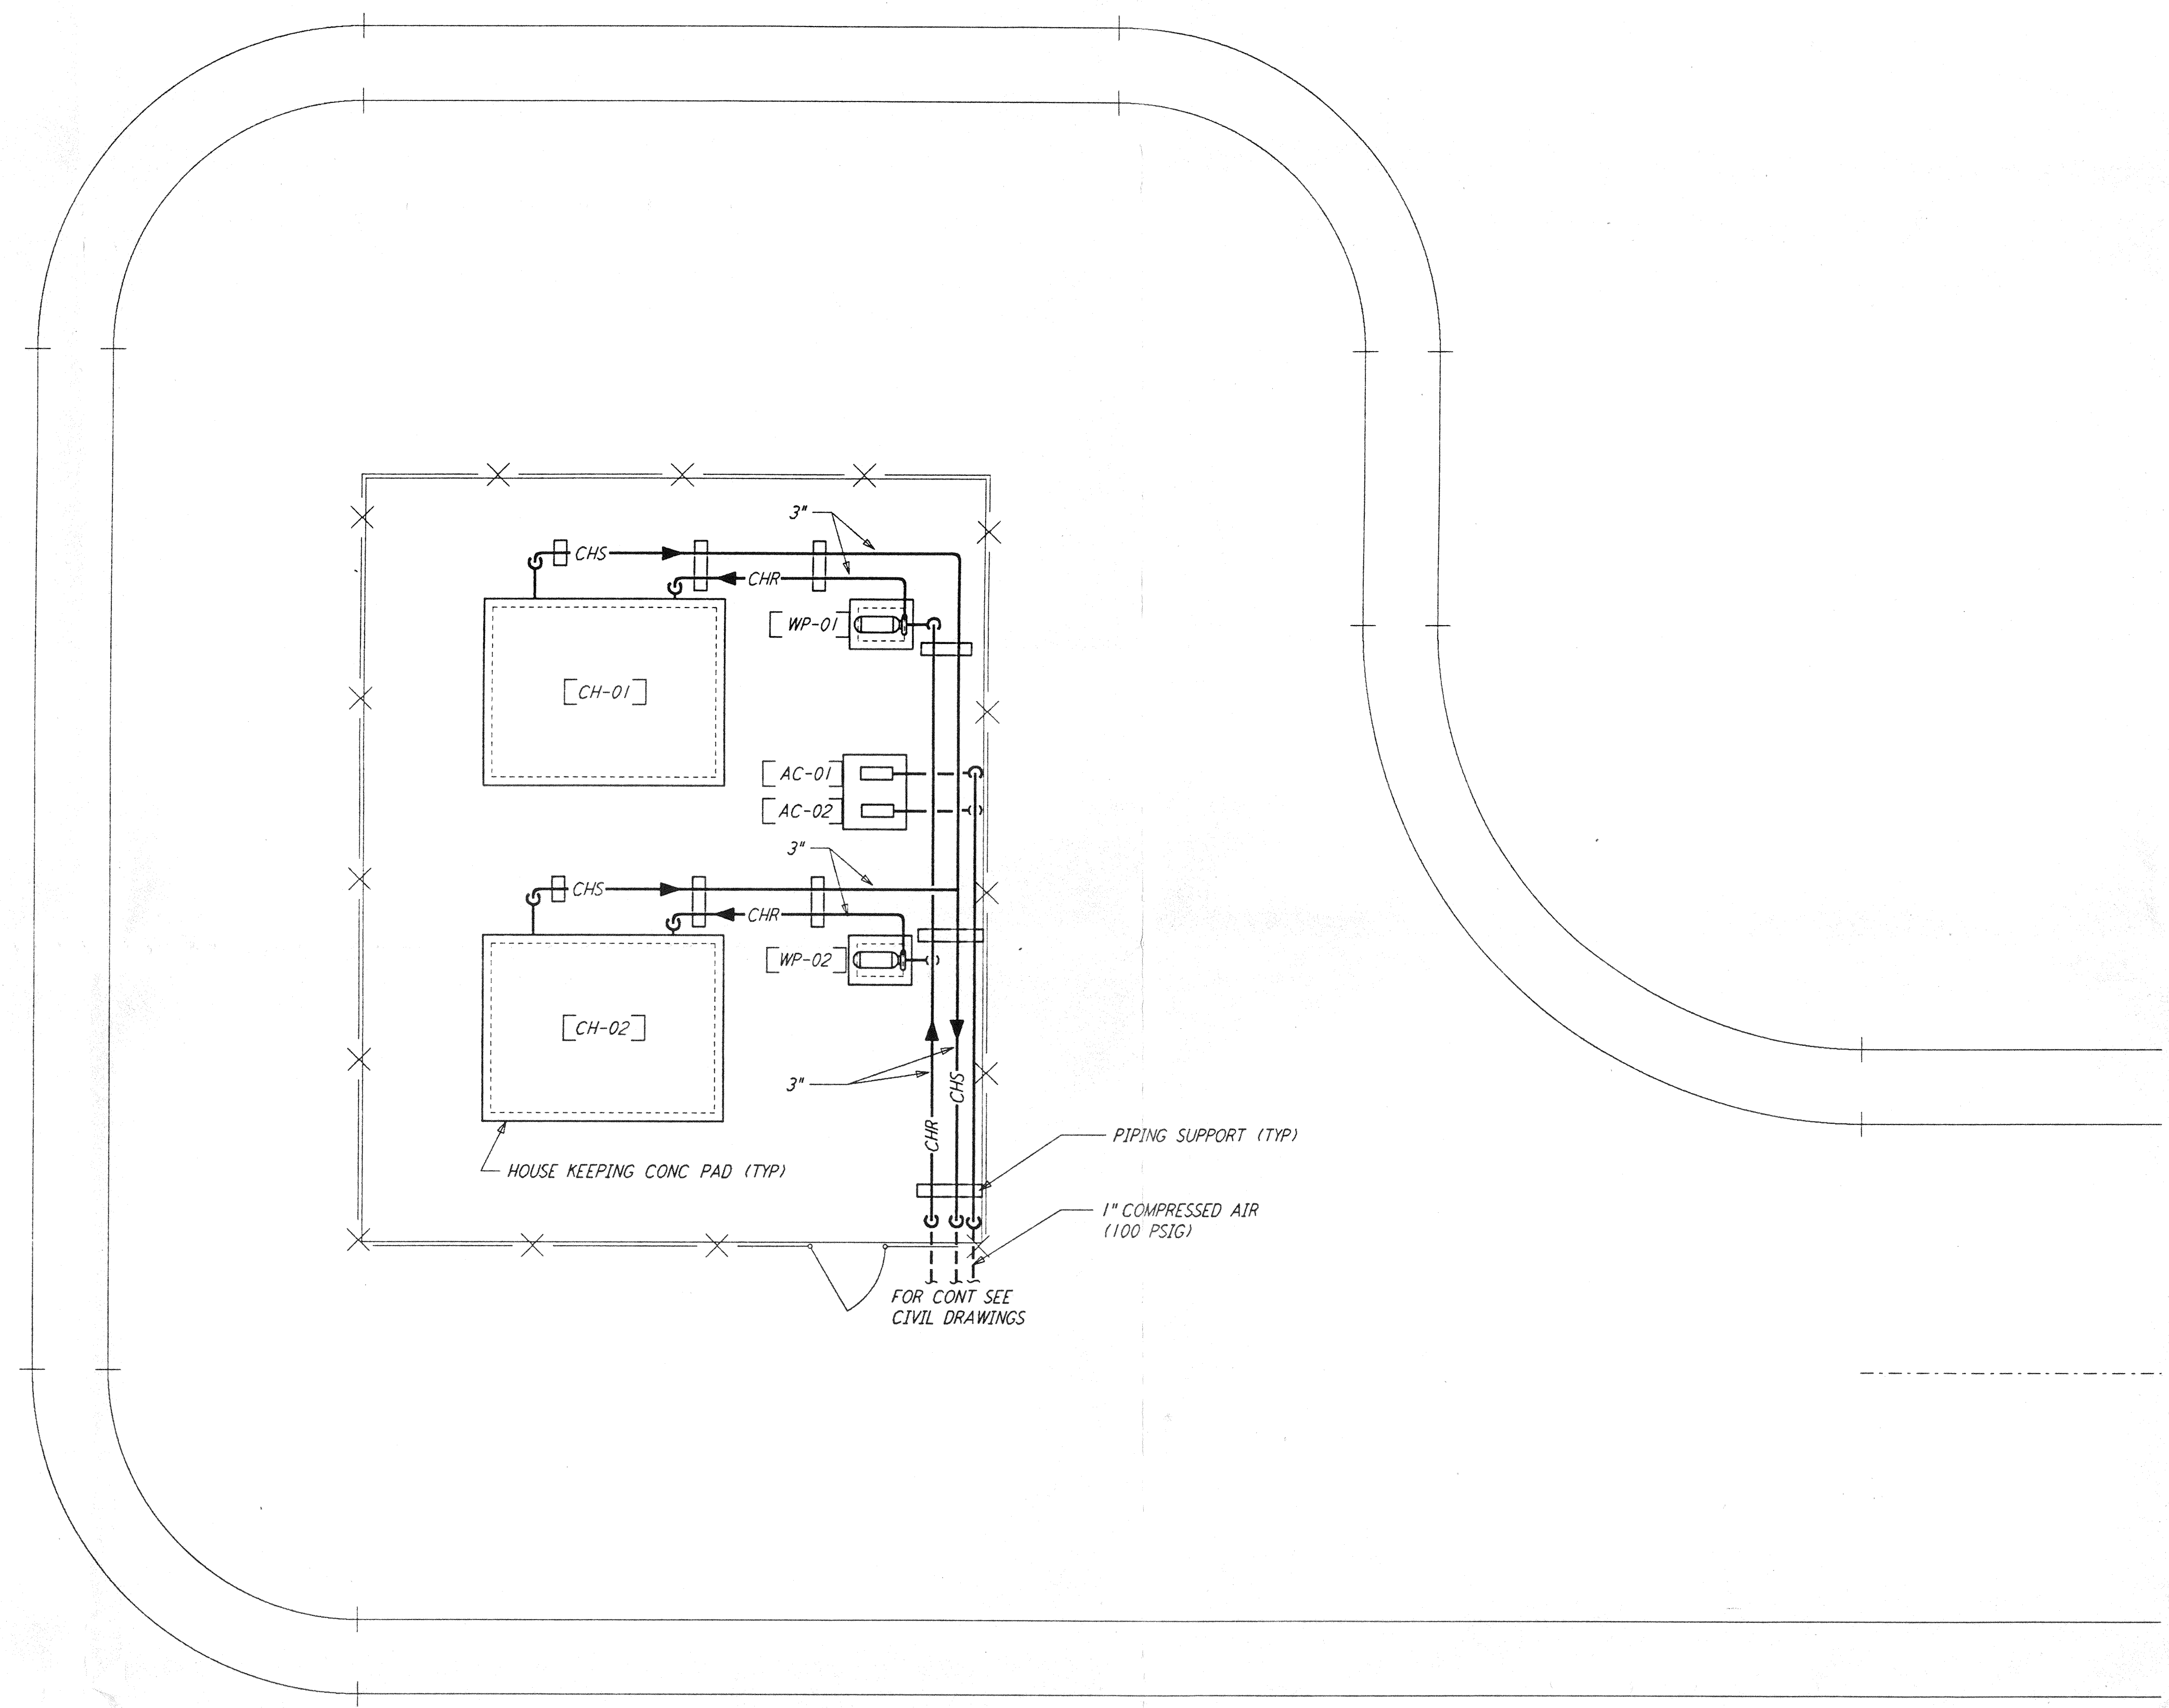 3"
CHS
CHR
[WP-01]
[CH-01]
[AC-01]
[AC-02]
3"
CHS
CHR
[WP-02]
[CH-02]
3"
CHS
CHR
PIPING SUPPORT (TYP)
HOUSE KEEPING CONC PAD (TYP)
1" COMPRESSED AIR
(100 PSIG)
FOR CONT SEE
CIVIL DRAWINGS